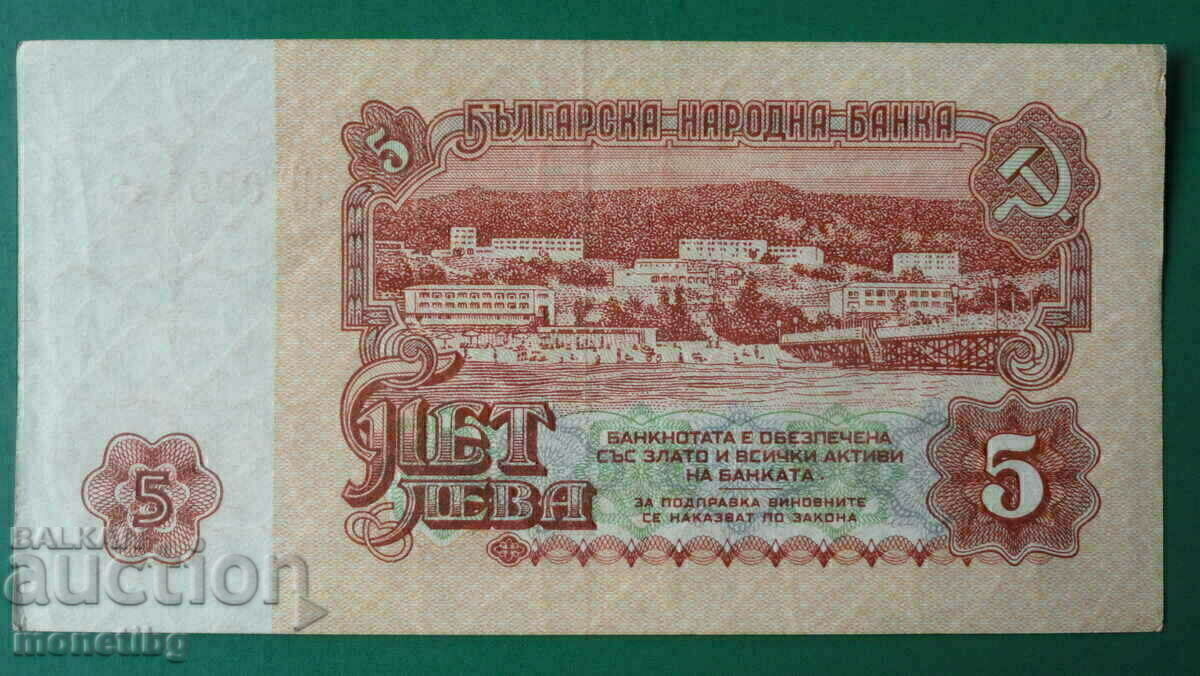 5 БЪЛГАРСКА НАРОДНА БАНКА
ПЕТ
ЛЕВА
БАНКНОТАТА Е ОБЕЗПЕЧЕНА
СЪС ЗЛАТО И ВСИЧКИ АКТИВИ
НА БАНКАТА
ЗА ПОДПРАВКА ВИНОВНИТЕ
СЕ НАКАЗВАТ ПО ЗАКОНА
5
5
BALKAN
auction
monetibg